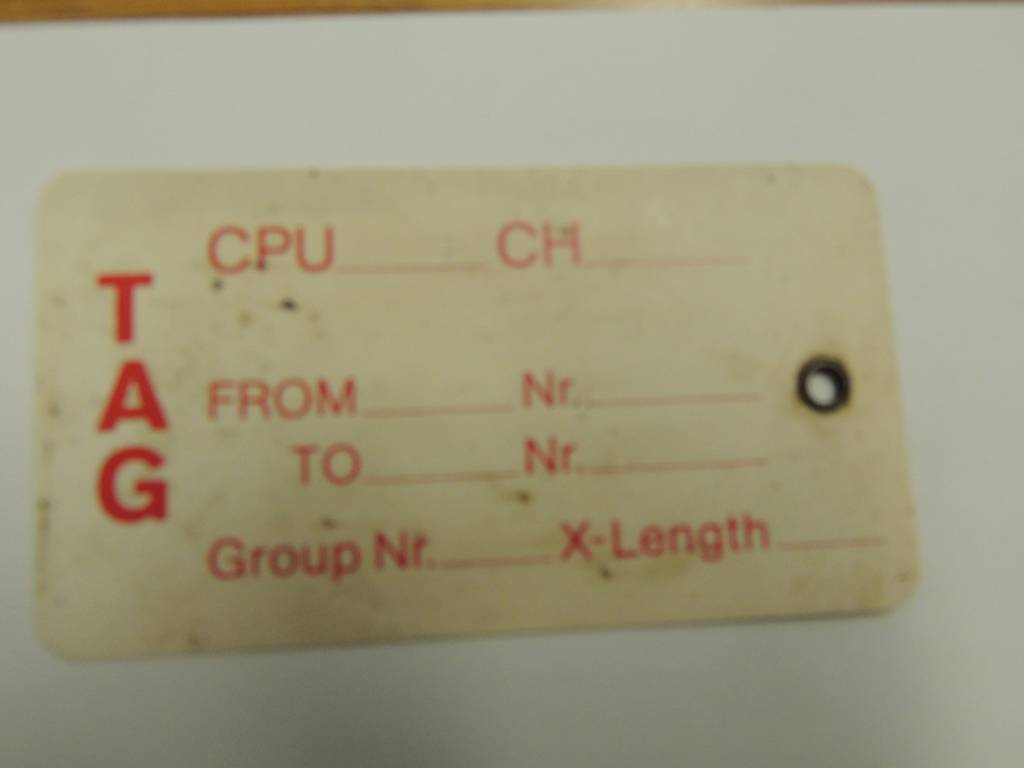 TAG
CPU CH
FROM Nr.
TO Nr.
Group Nr. X-Length